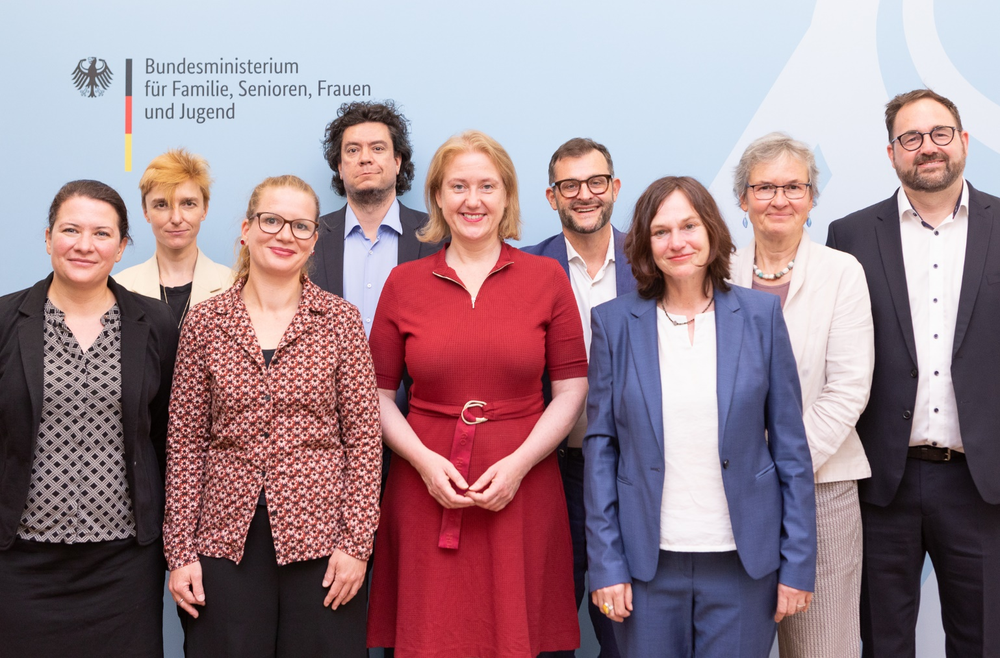 Bundesministerium
für Familie, Senioren, Frauen
und Jugend